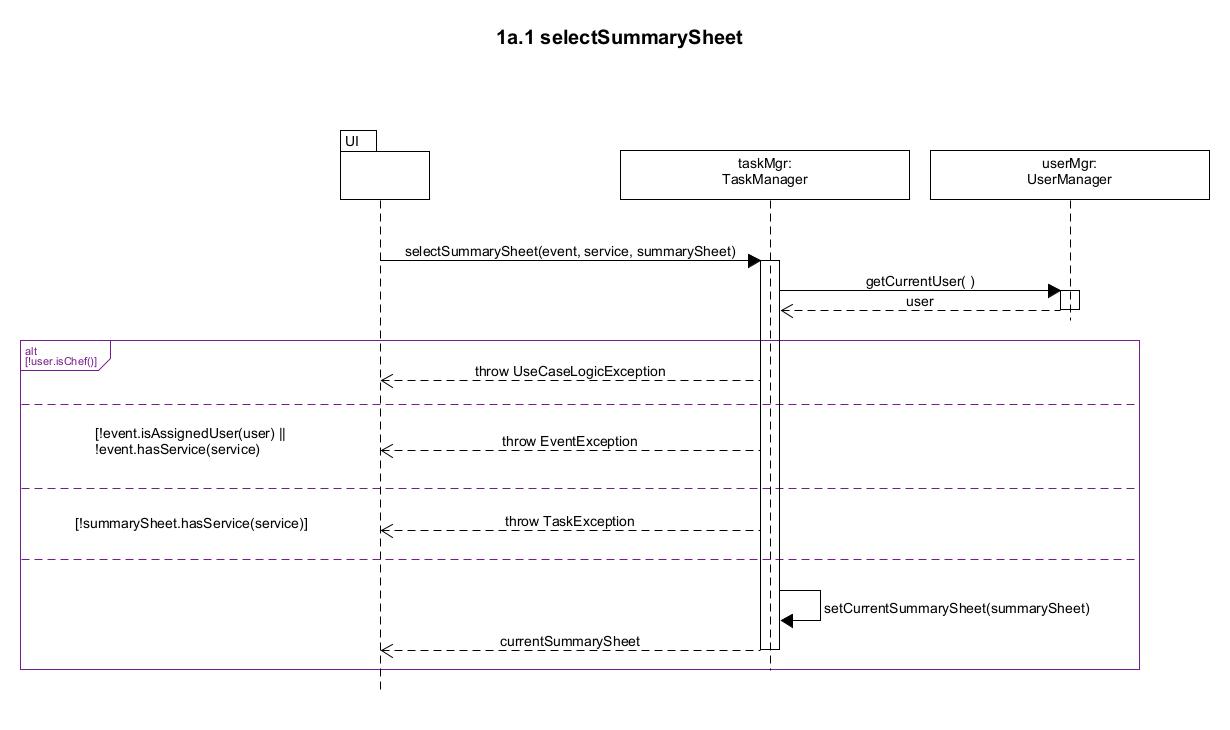 1a.1 selectSummarySheet
UI
taskMgr:
TaskManager
userMgr:
UserManager
selectSummarySheet(event, service, summarySheet)
getCurrentUser( )
user
alt
[!user.isChef()]
throw UseCaseLogicException
[!event.isAssignedUser(user) ||
!event.hasService(service)
throw EventException
[!summarySheet.hasService(service)]
throw TaskException
setCurrentSummarySheet(summarySheet)
currentSummarySheet